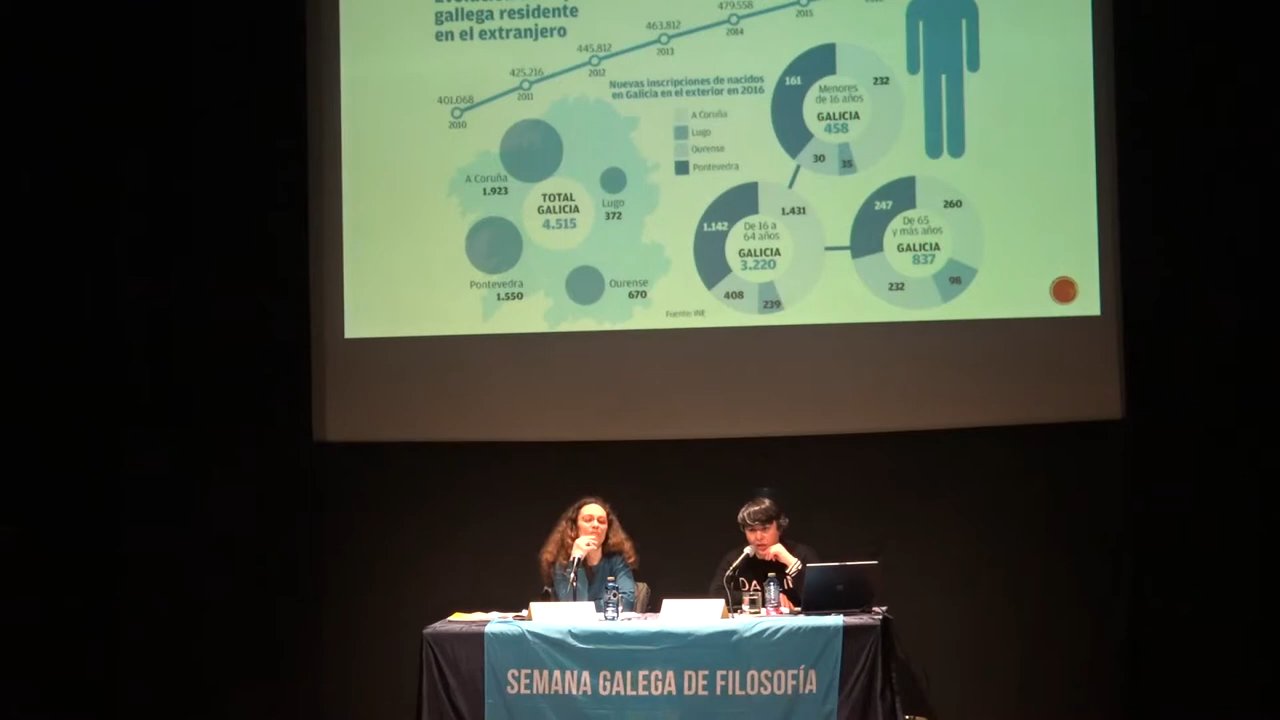 gallega residente
en el extranjero
401.068
2010
425.216
2011
445.812
2012
463.812
2013
479.558
2014
2015
Nuevas inscripciones de nacidos
en Galicia en el exterior en 2016
A Coruña
Lugo
Ourense
Pontevedra
161
232
Menores
de 16 años
GALICIA
458
30
35
A Coruña
1.923
Lugo
372
TOTAL
GALICIA
4.515
Pontevedra
1.550
Ourense
670
1.142
1.431
De 16 a
64 años
GALICIA
3.220
408
239
247
260
De 65
y más años
GALICIA
837
232
98
Fuente: INE
SEMANA GALEGA DE FILOSOFÍA